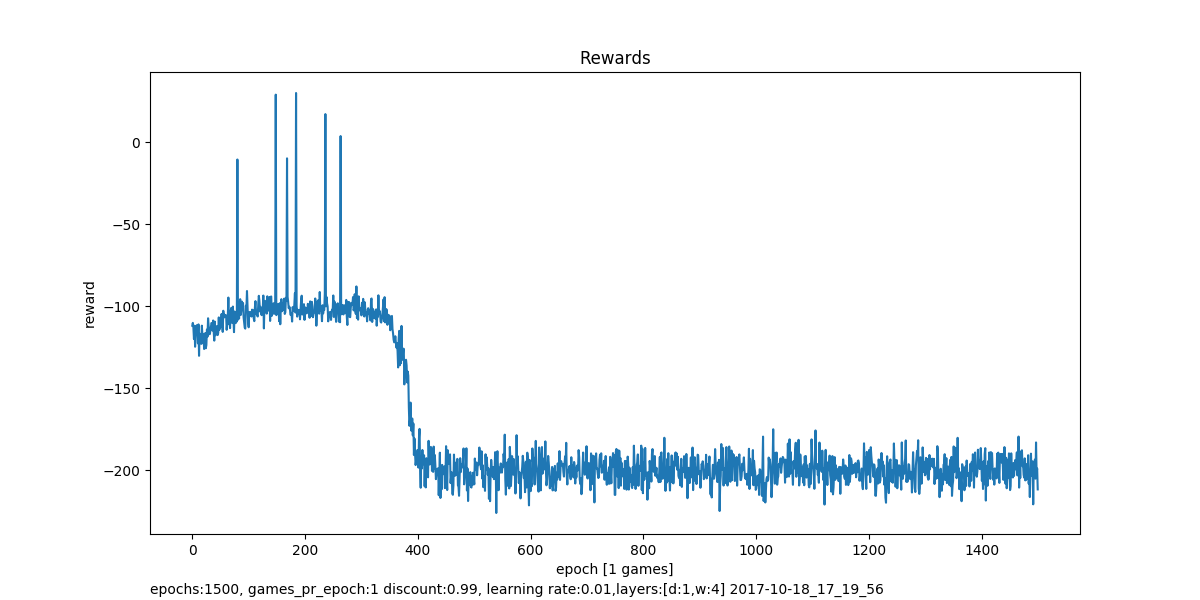 Rewards
reward
0
−50
−100
−150
−200
0 200 400 600 800 1000 1200 1400
epoch [1 games]
epochs:1500, games_pr_epoch:1 discount:0.99, learning rate:0.01,layers:[d:1,w:4] 2017-10-18_17_19_56